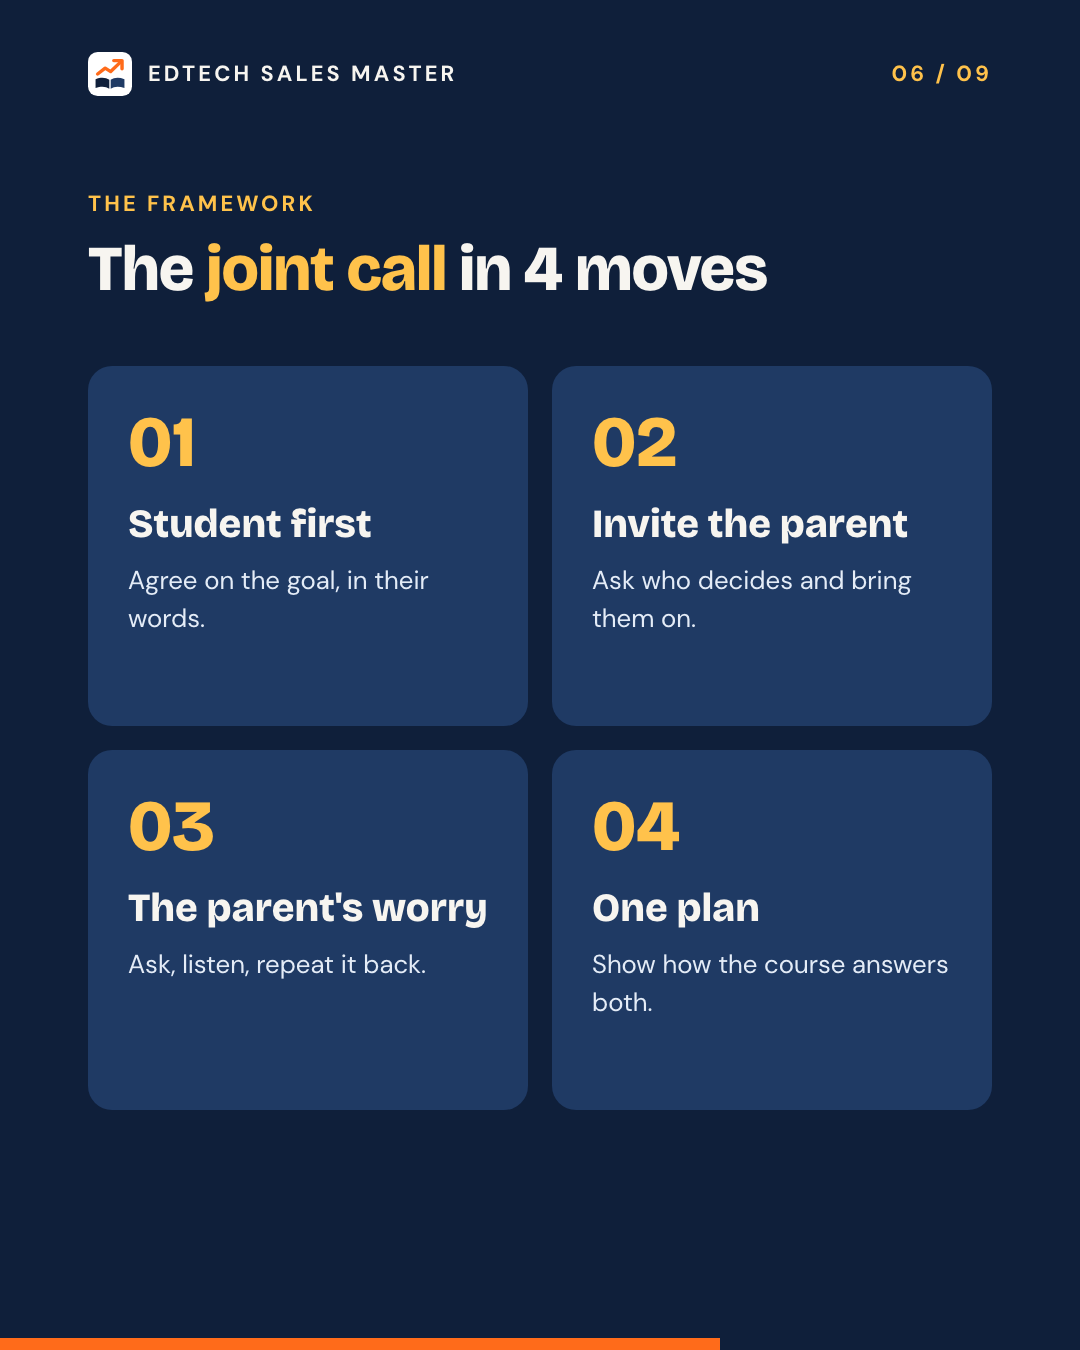 EDTECH SALES MASTER
06 / 09
THE FRAMEWORK
The joint call in 4 moves
01
Student first
Agree on the goal, in their
words.
02
Invite the parent
Ask who decides and bring
them on.
03
The parent's worry
Ask, listen, repeat it back.
04
One plan
Show how the course answers
both.